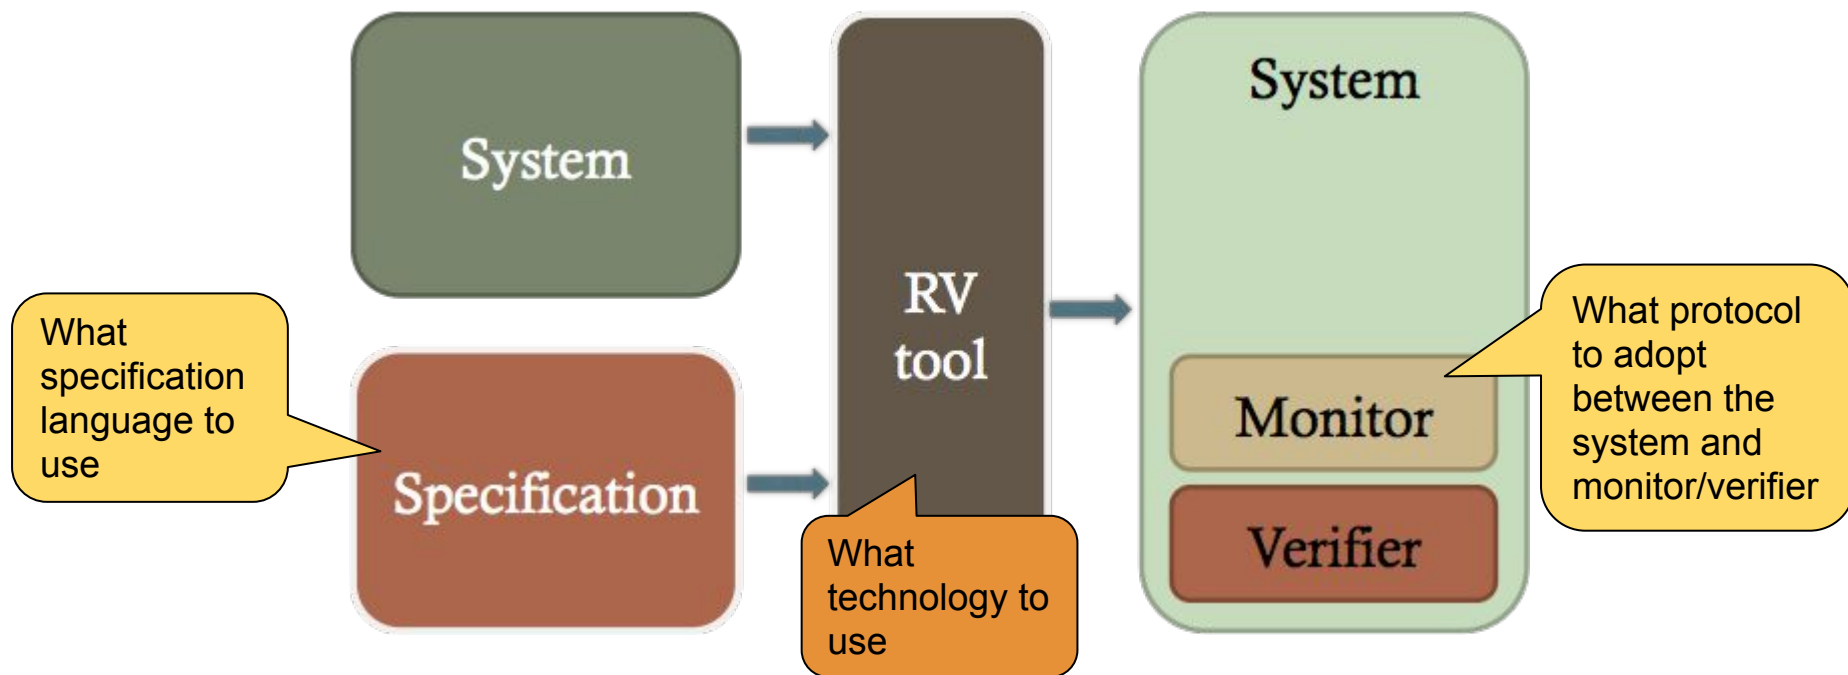 System
System
RV
tool
What
specification
language to
use
Specification
What
technology to
use
Monitor
Verifier
What protocol
to adopt
between the
system and
monitor/verifier